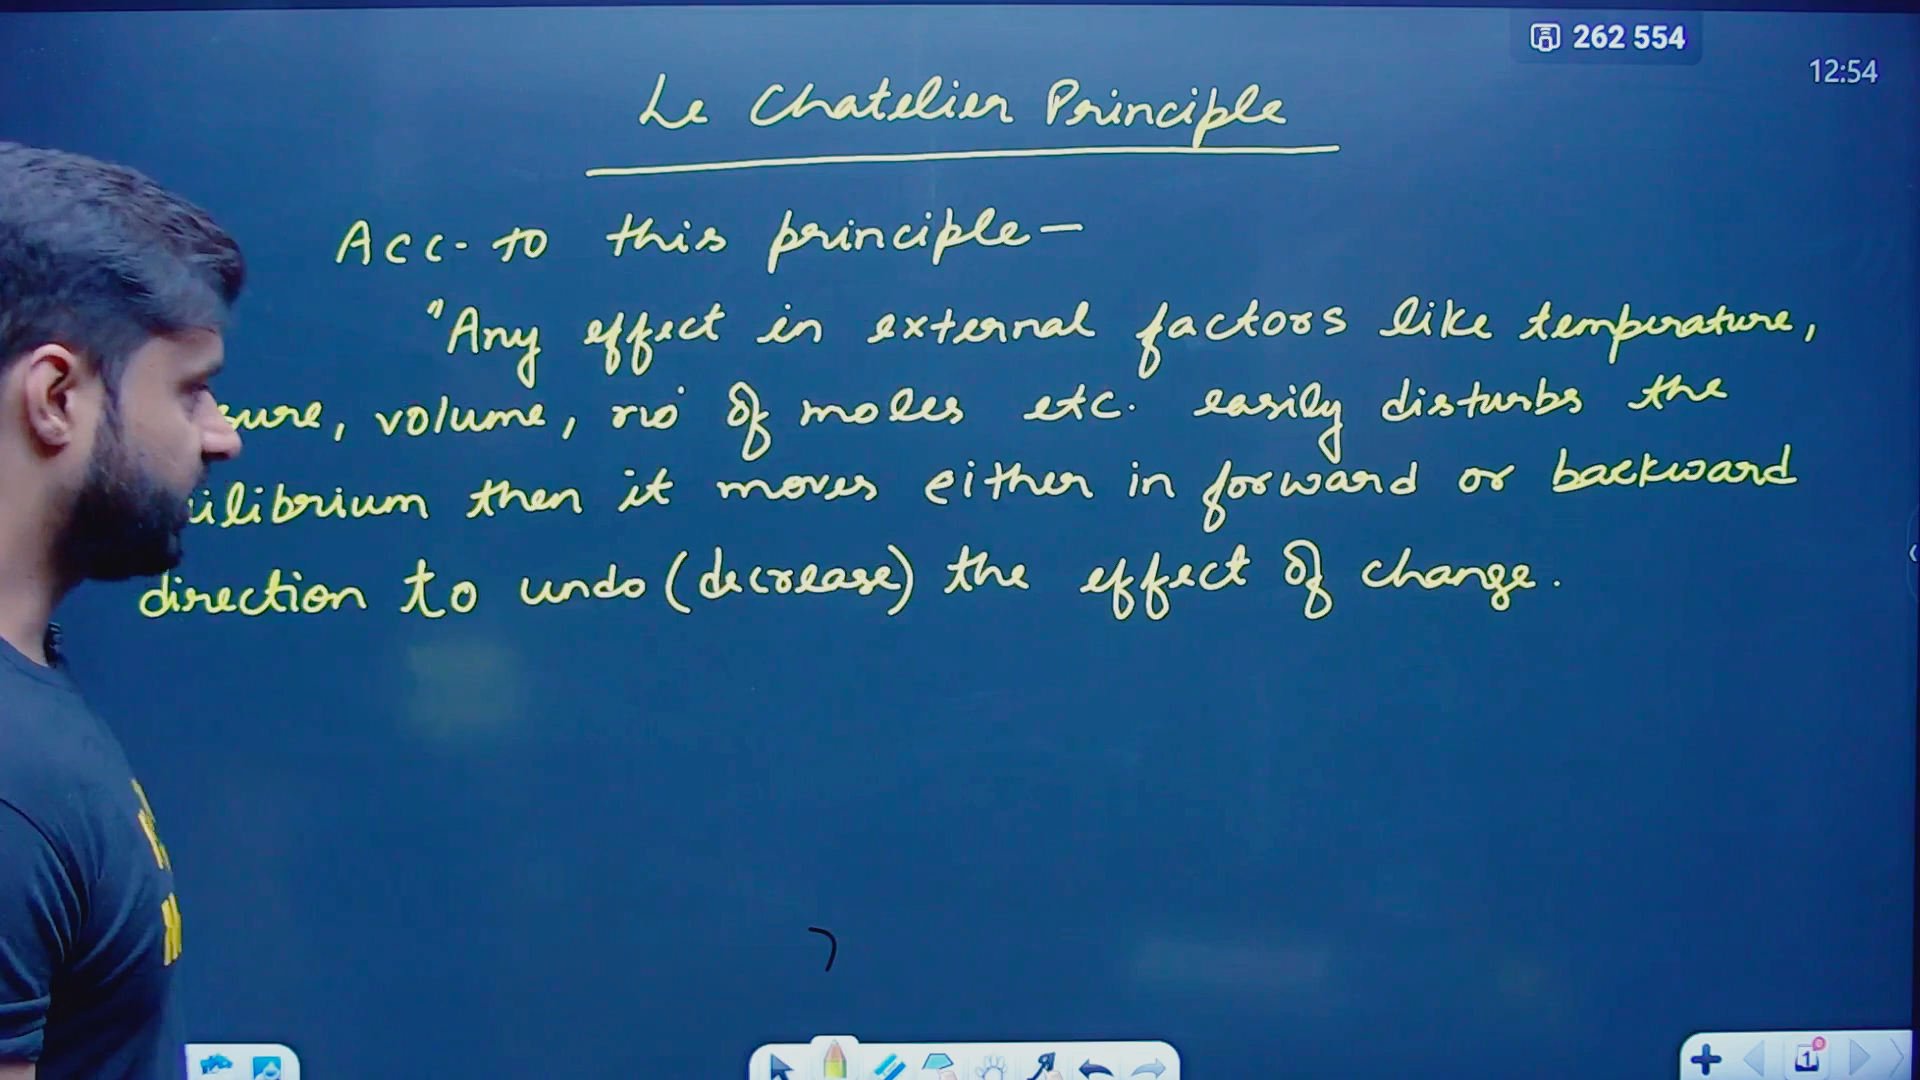 262 554
12:54
Le Chatelier Principle
Acc. to this principle—
"Any effect in external factors like temperature,
sure, volume, no of moles etc. easily disturbs the
ilibrium then it moves either in forward or backward
direction to undo (decrease) the effect of change.
1